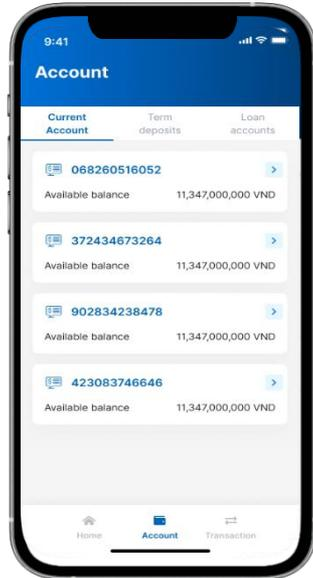 9:41
Account
Current Account
Term deposits
Loan accounts
068260516052
Available balance 11,347,000,000 VND
372434673264
Available balance 11,347,000,000 VND
902834238478
Available balance 11,347,000,000 VND
423083746646
Available balance 11,347,000,000 VND
Home Account Transaction